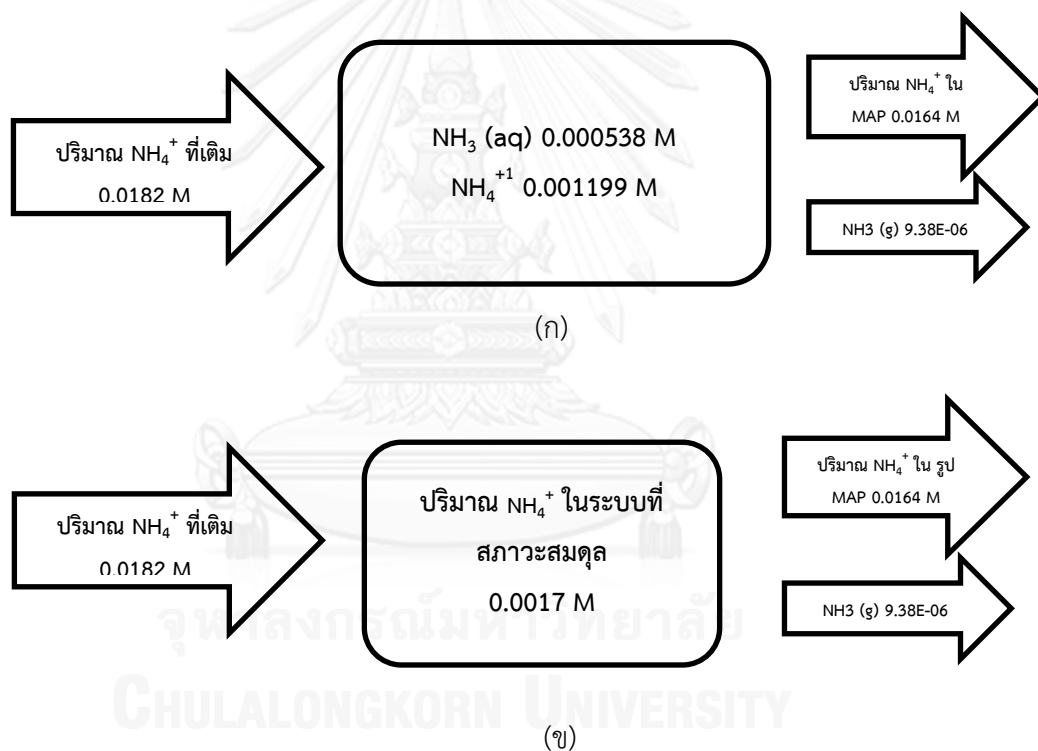 ปริมาณ NH₄⁺ ที่เติม
0.0182 M
NH₃ (aq) 0.000538 M
NH₄⁺¹ 0.001199 M
ปริมาณ NH₄⁺ ใน
MAP 0.0164 M
NH3 (g) 9.38E-06
(ก)
ปริมาณ NH₄⁺ ที่เติม
0.0182 M
ปริมาณ NH₄⁺ ในระบบที่
สภาวะสมดุล
0.0017 M
ปริมาณ NH₄⁺ ใน รูป
MAP 0.0164 M
NH3 (g) 9.38E-06
จุฬาลงกรณ์มหาวิทยาลัย
CHULALONGKORN UNIVERSITY
(ข)